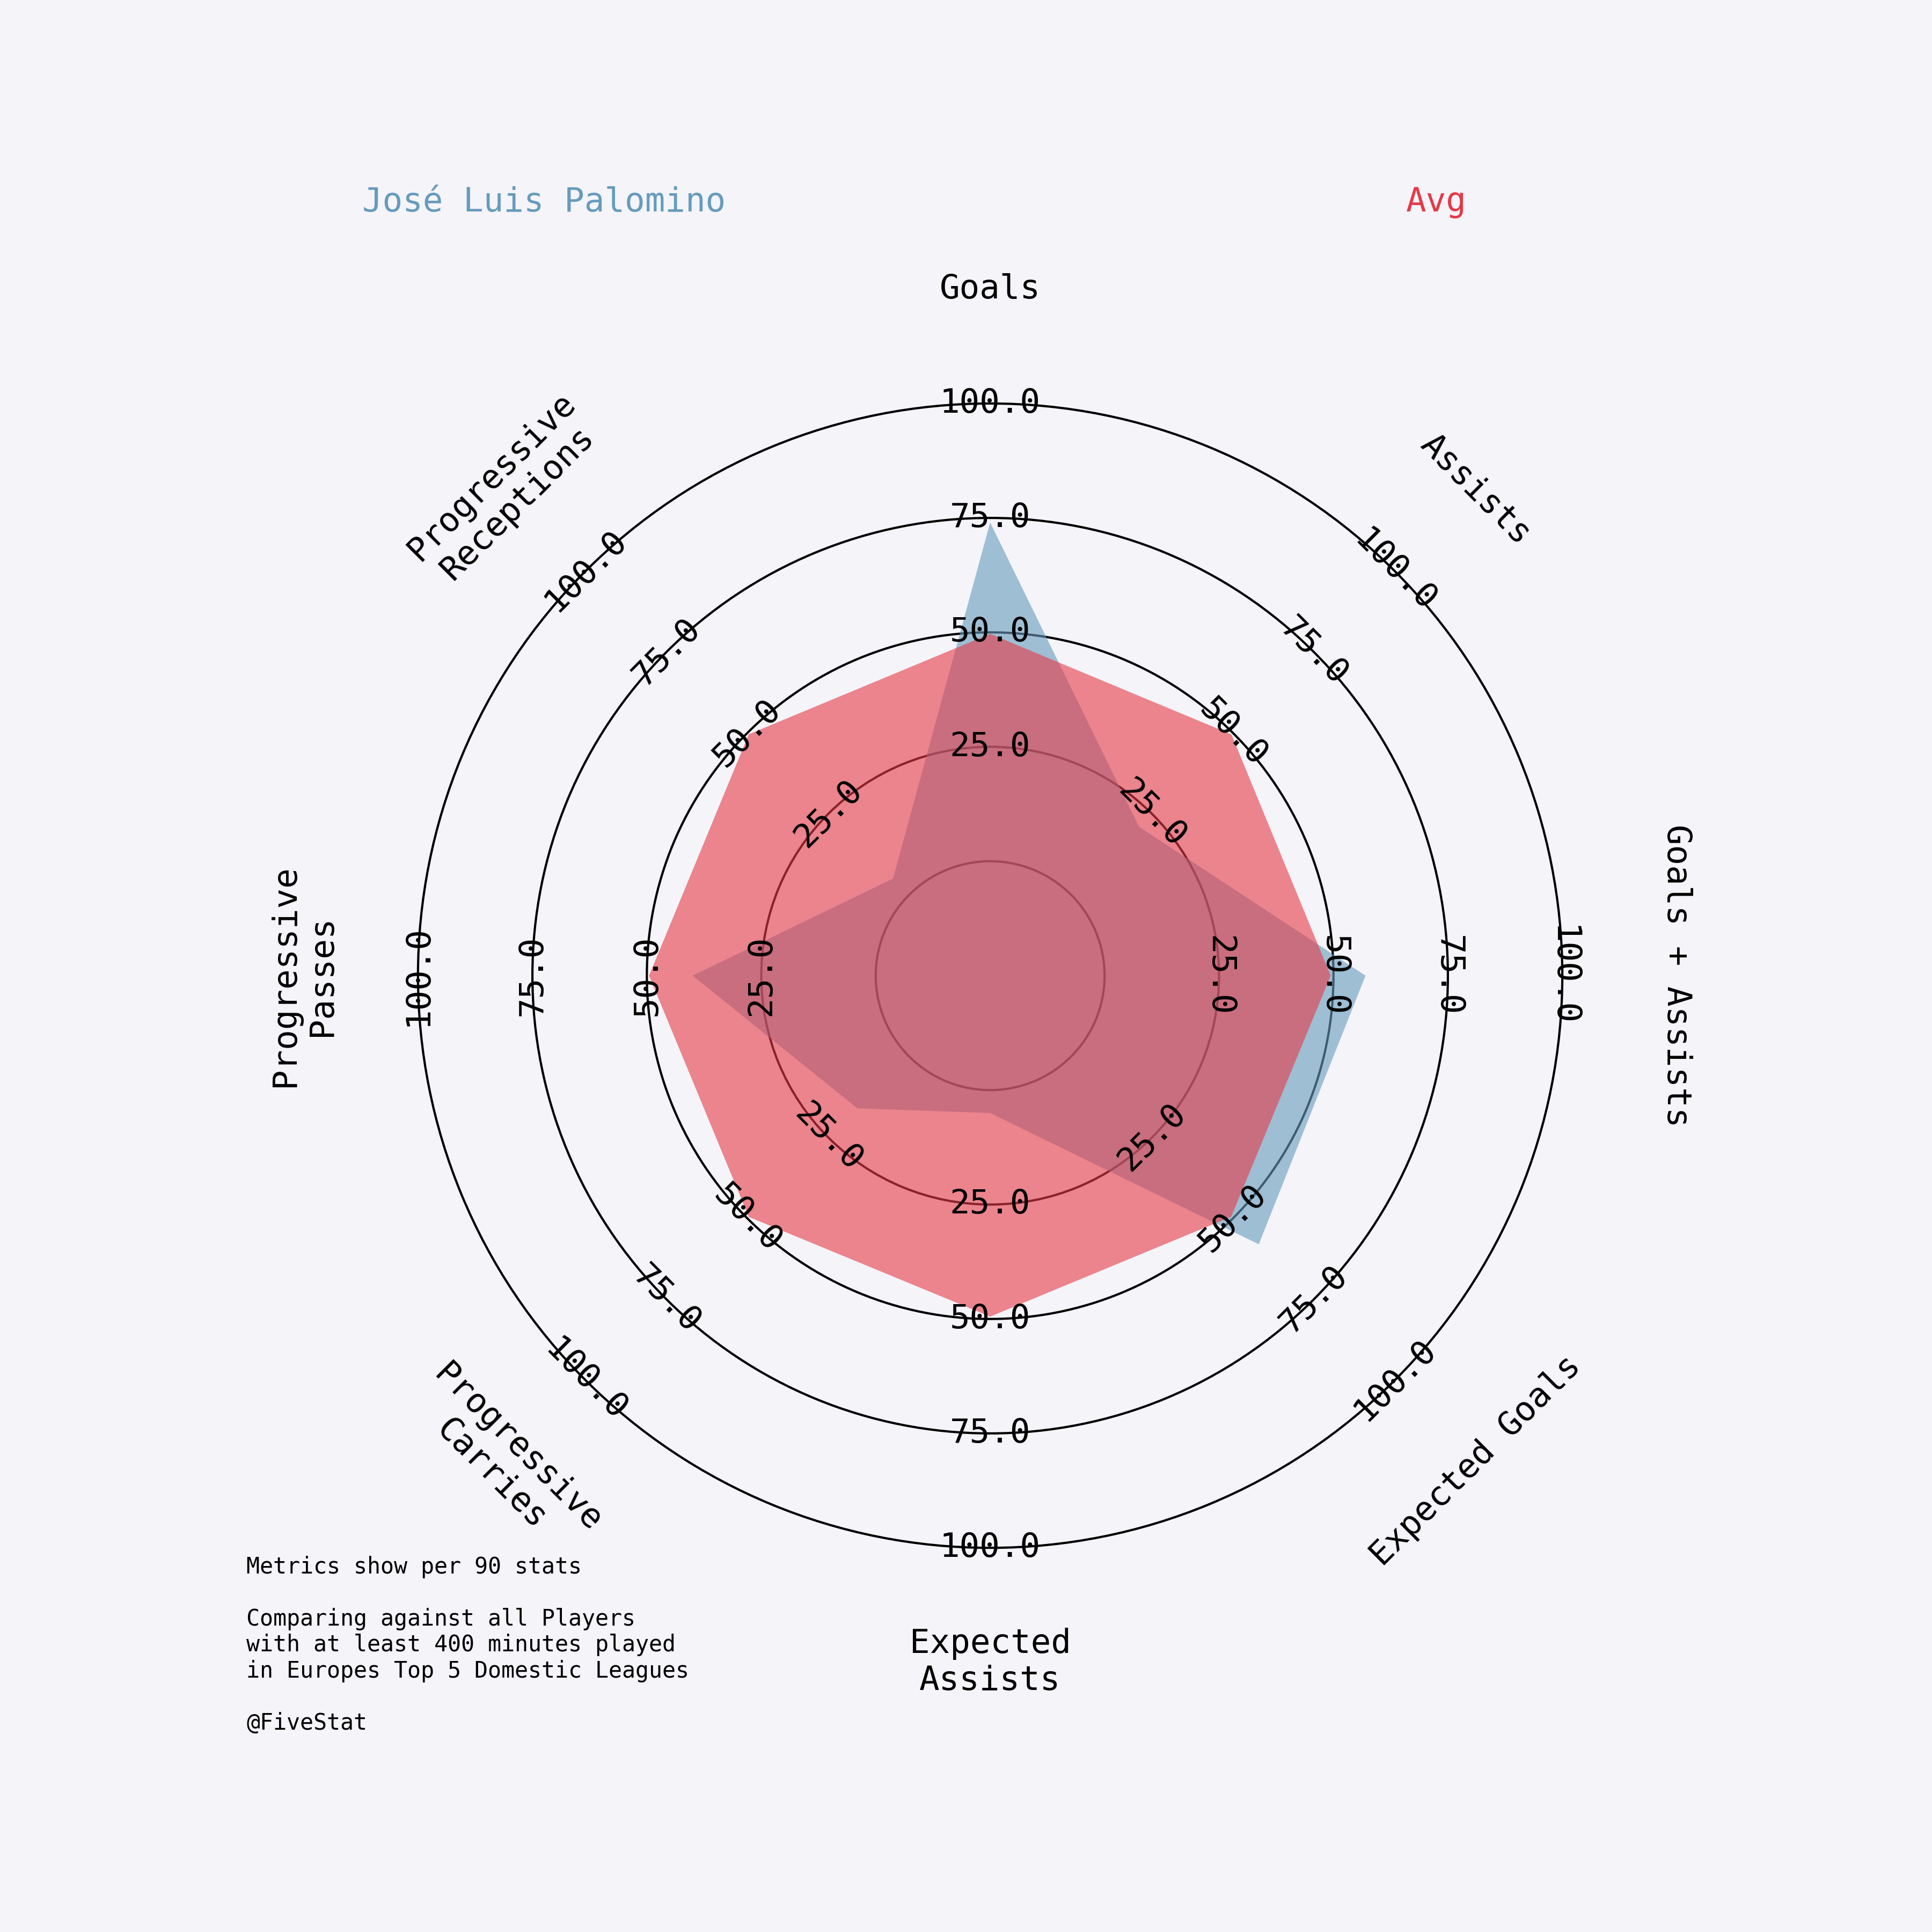 José Luis Palomino
Avg
Goals
Assists
Goals + Assists
Expected Goals
Expected
Assists
Progressive
Carries
Progressive
Passes
Progressive
Receptions
25.0
50.0
75.0
100.0
25.0
50.0
75.0
100.0
25.0
50.0
75.0
100.0
25.0
50.0
75.0
100.0
25.0
50.0
75.0
100.0
25.0
50.0
75.0
100.0
25.0
50.0
75.0
100.0
25.0
50.0
75.0
100.0
Metrics show per 90 stats
Comparing against all Players
with at least 400 minutes played
in Europes Top 5 Domestic Leagues
@FiveStat